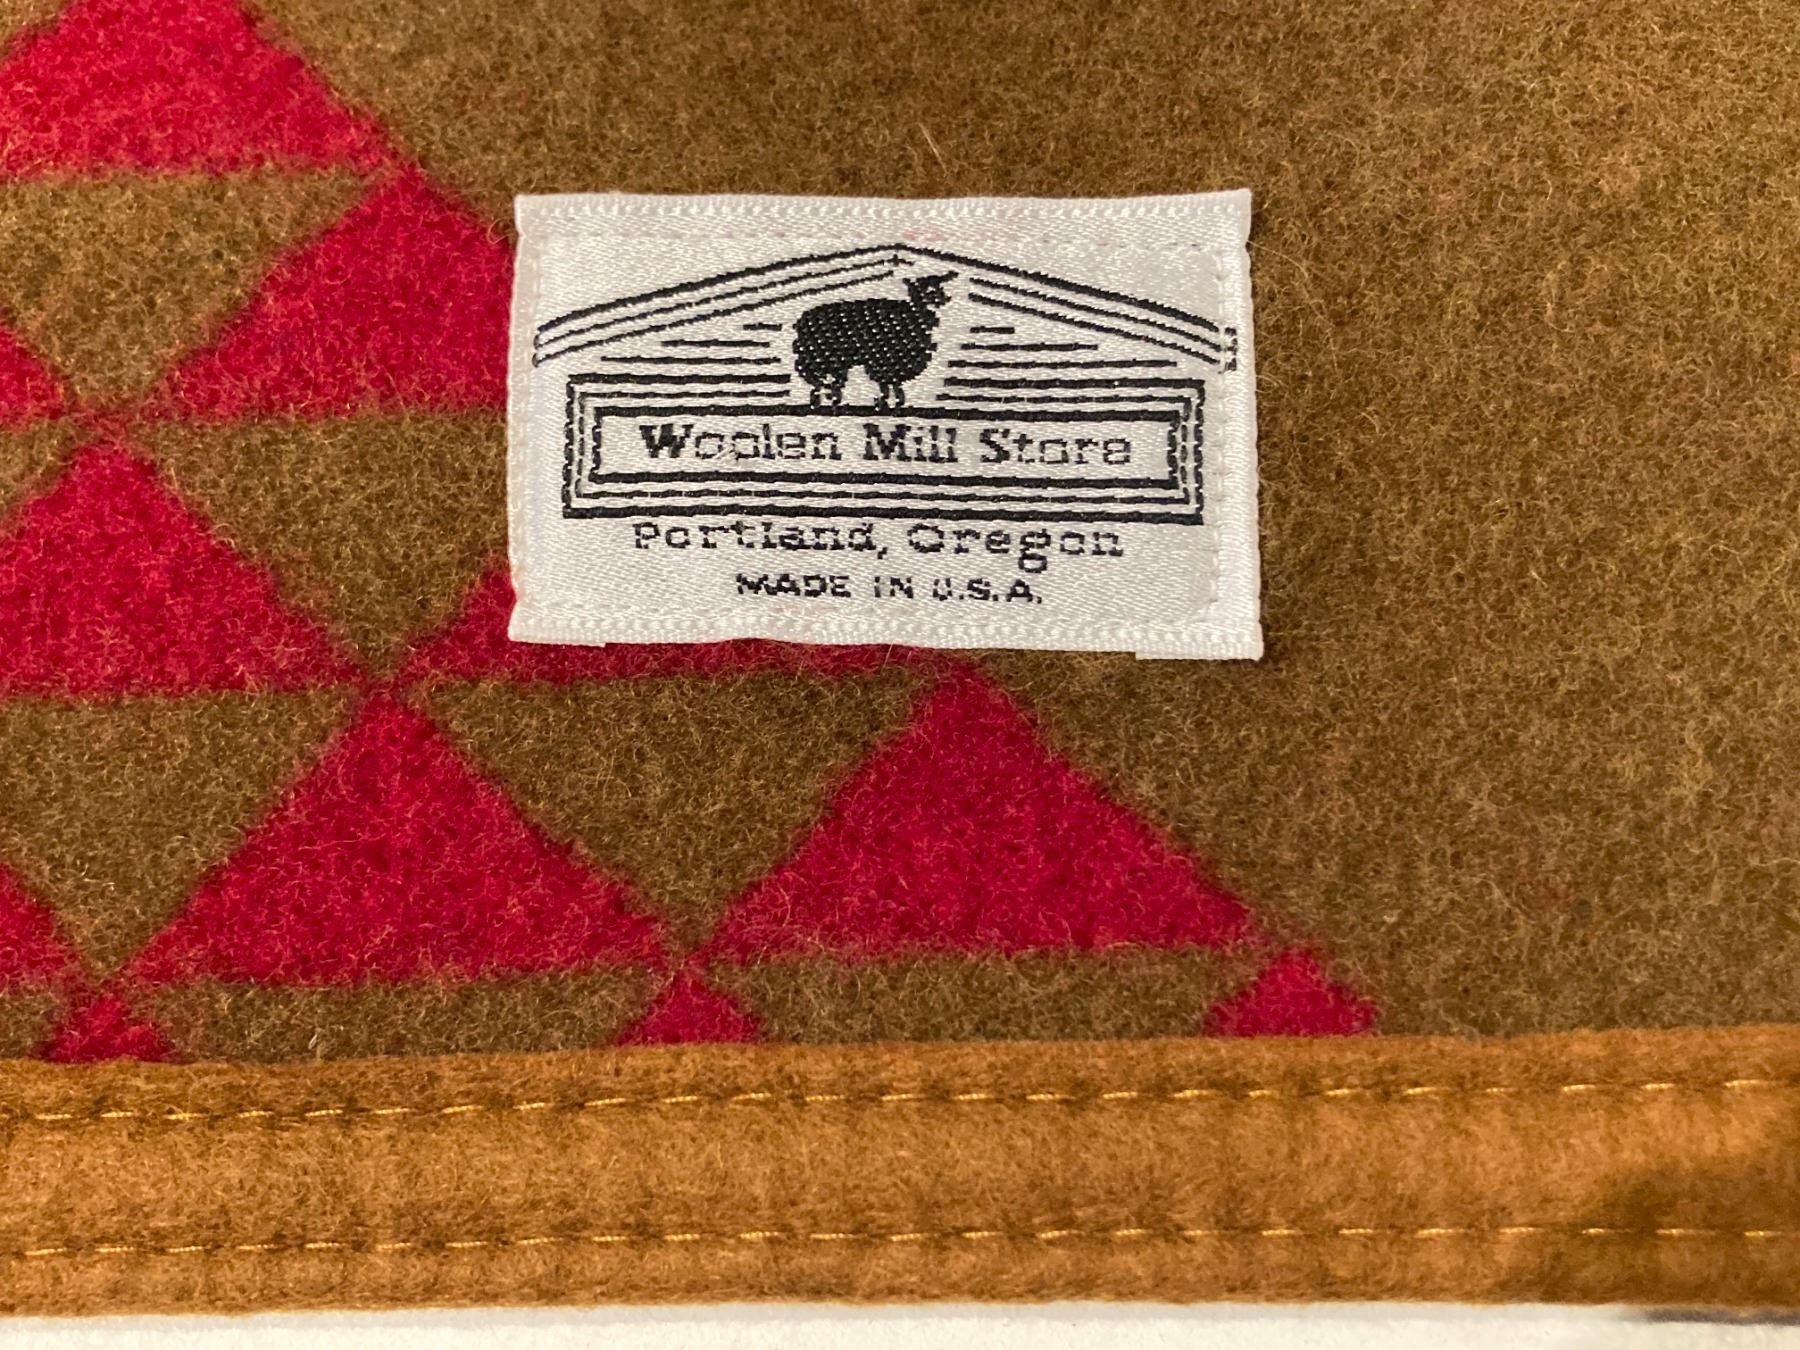 Woolen Mill Store
Portland, Oregon
MADE IN U.S.A.